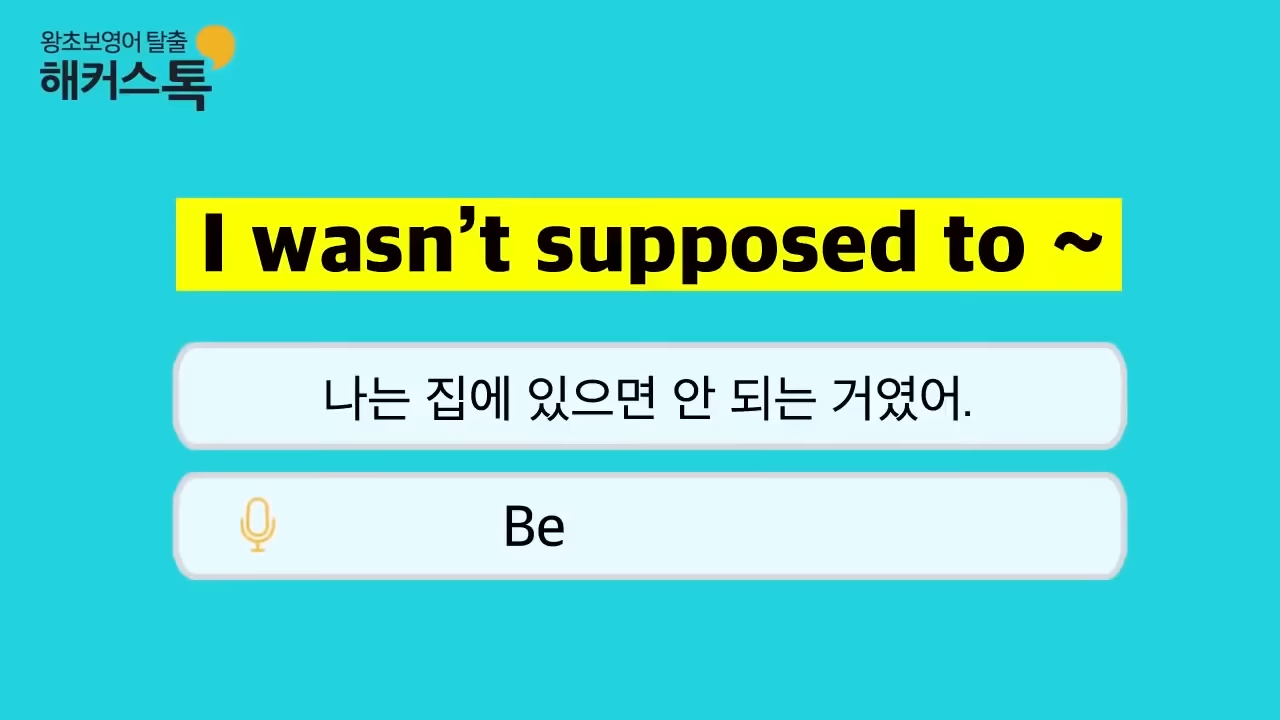 왕초보영어 탈출
해커스톡
I wasn’t supposed to ~
나는 집에 있으면 안 되는 거였어.
Be